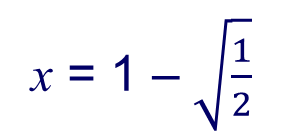 x = 1 − √(1/2)